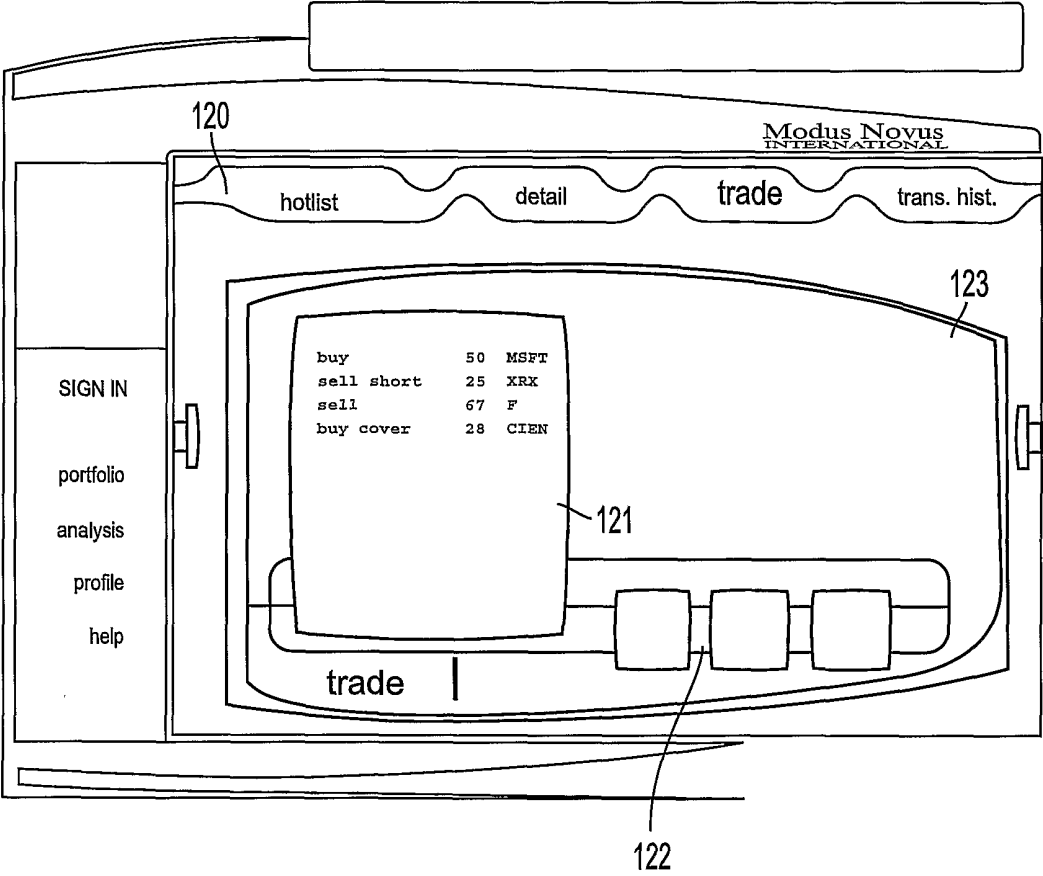 120
Modus Novus
INTERNATIONAL
hotlist detail trade trans. hist.
123
buy 50 MSFT
sell short 25 XRX
sell 67 F
buy cover 28 CIEN
SIGN IN
portfolio
analysis
profile
help
121
trade
122